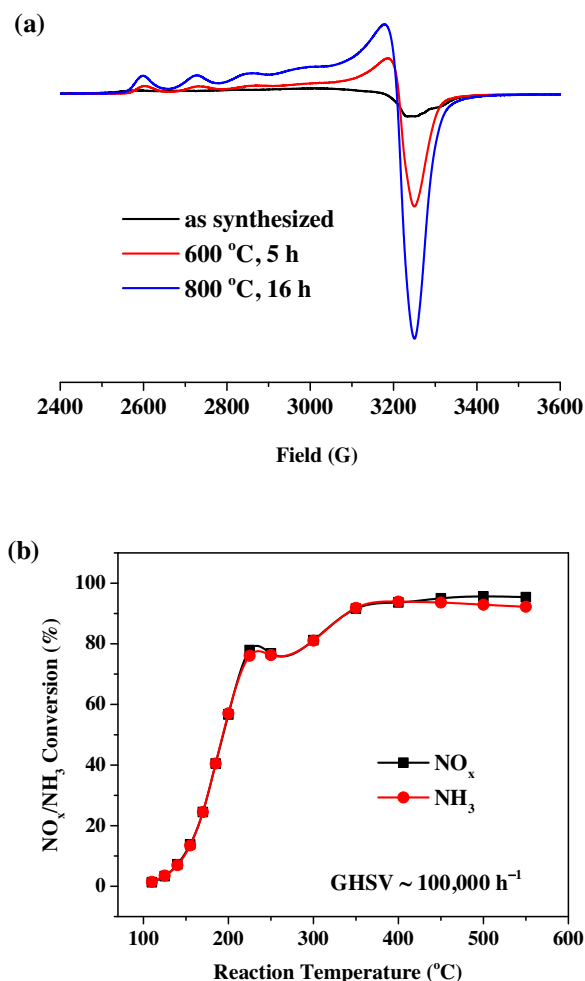 (a)
as synthesized
600 °C, 5 h
800 °C, 16 h
2400 2600 2800 3000 3200 3400 3600
Field (G)
(b)
100
80
60
40
20
0
NOx/NH3 Conversion (%)
NOx
NH3
GHSV ~ 100,000 h⁻¹
100 200 300 400 500 600
Reaction Temperature (°C)